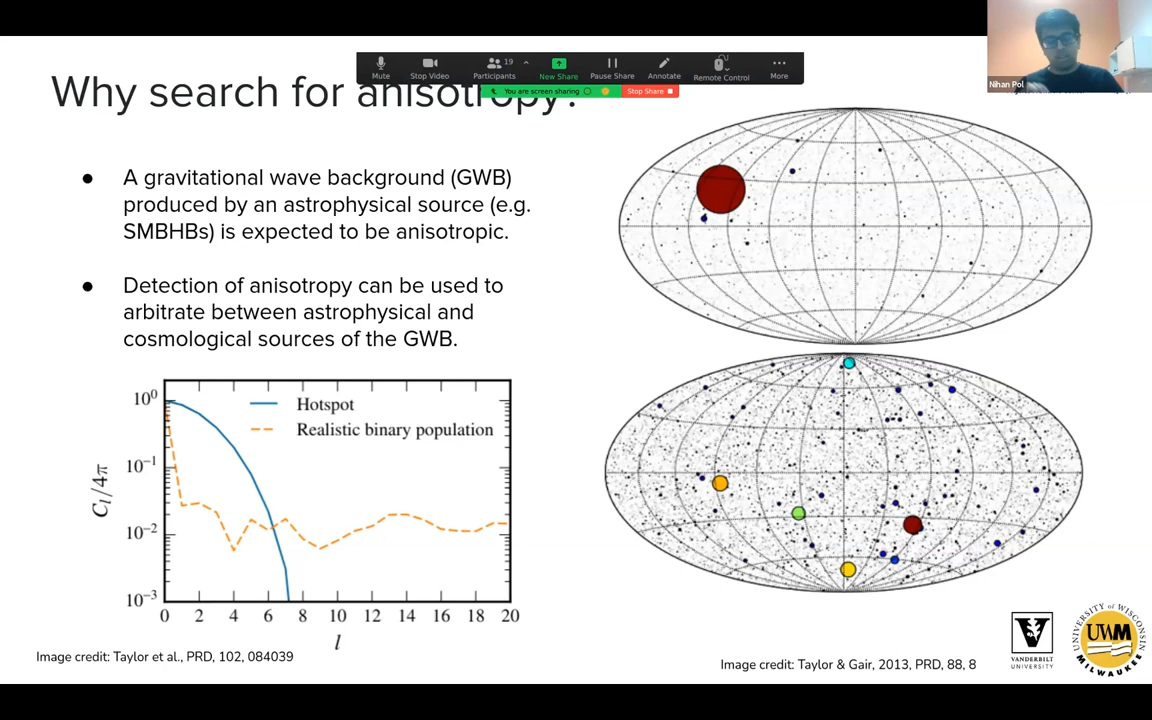 Mute
Stop Video
Participants
19
New Share
Pause Share
Annotate
Remote Control
More
You are screen sharing
Stop Share
Nihan Pol
Why search for anisotropy?
● A gravitational wave background (GWB)
produced by an astrophysical source (e.g.
SMBHBs) is expected to be anisotropic.
● Detection of anisotropy can be used to
arbitrate between astrophysical and
cosmological sources of the GWB.
10⁰
10⁻¹
10⁻²
10⁻³
C_l/4π
Hotspot
Realistic binary population
0 2 4 6 8 10 12 14 16 18 20
l
Image credit: Taylor et al., PRD, 102, 084039
Image credit: Taylor & Gair, 2013, PRD, 88, 8
V
VANDERBILT
UNIVERSITY
UNIVERSITY of WISCONSIN
UWM
MILWAUKEE